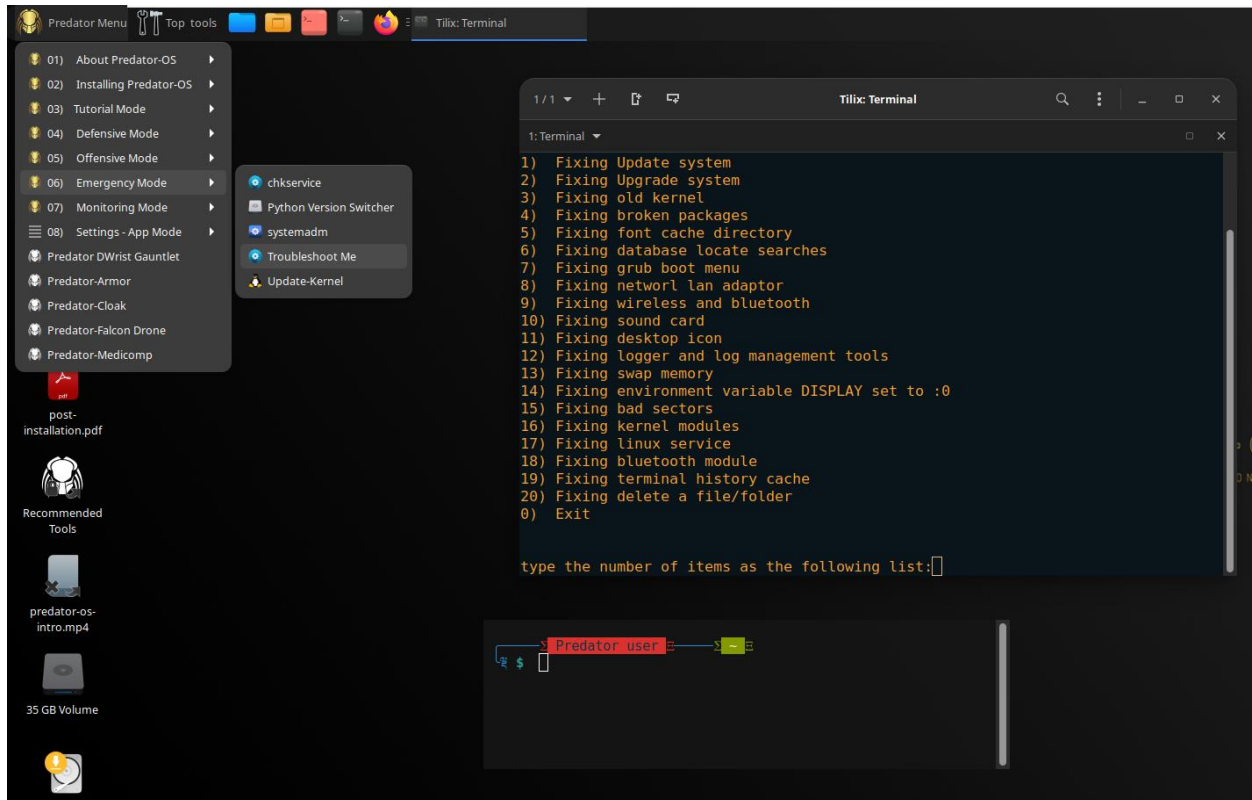 Predator Menu Top tools Tilix: Terminal
01) About Predator-OS
02) Installing Predator-OS
03) Tutorial Mode
04) Defensive Mode
05) Offensive Mode
06) Emergency Mode
07) Monitoring Mode
08) Settings - App Mode
Predator DWrist Gauntlet
Predator-Armor
Predator-Cloak
Predator-Falcon Drone
Predator-Medicomp
chkservice
Python Version Switcher
systemadm
Troubleshoot Me
Update-Kernel
pdf
post-
installation.pdf
Recommended
Tools
predator-os-
intro.mp4
35 GB Volume
1/1 Tilix: Terminal
1: Terminal
1) Fixing Update system
2) Fixing Upgrade system
3) Fixing old kernel
4) Fixing broken packages
5) Fixing font cache directory
6) Fixing database locate searches
7) Fixing grub boot menu
8) Fixing networl lan adaptor
9) Fixing wireless and bluetooth
10) Fixing sound card
11) Fixing desktop icon
12) Fixing logger and log management tools
13) Fixing swap memory
14) Fixing environment variable DISPLAY set to :0
15) Fixing bad sectors
16) Fixing kernel modules
17) Fixing linux service
18) Fixing bluetooth module
19) Fixing terminal history cache
20) Fixing delete a file/folder
0) Exit
type the number of items as the following list:
Predator user ~
$